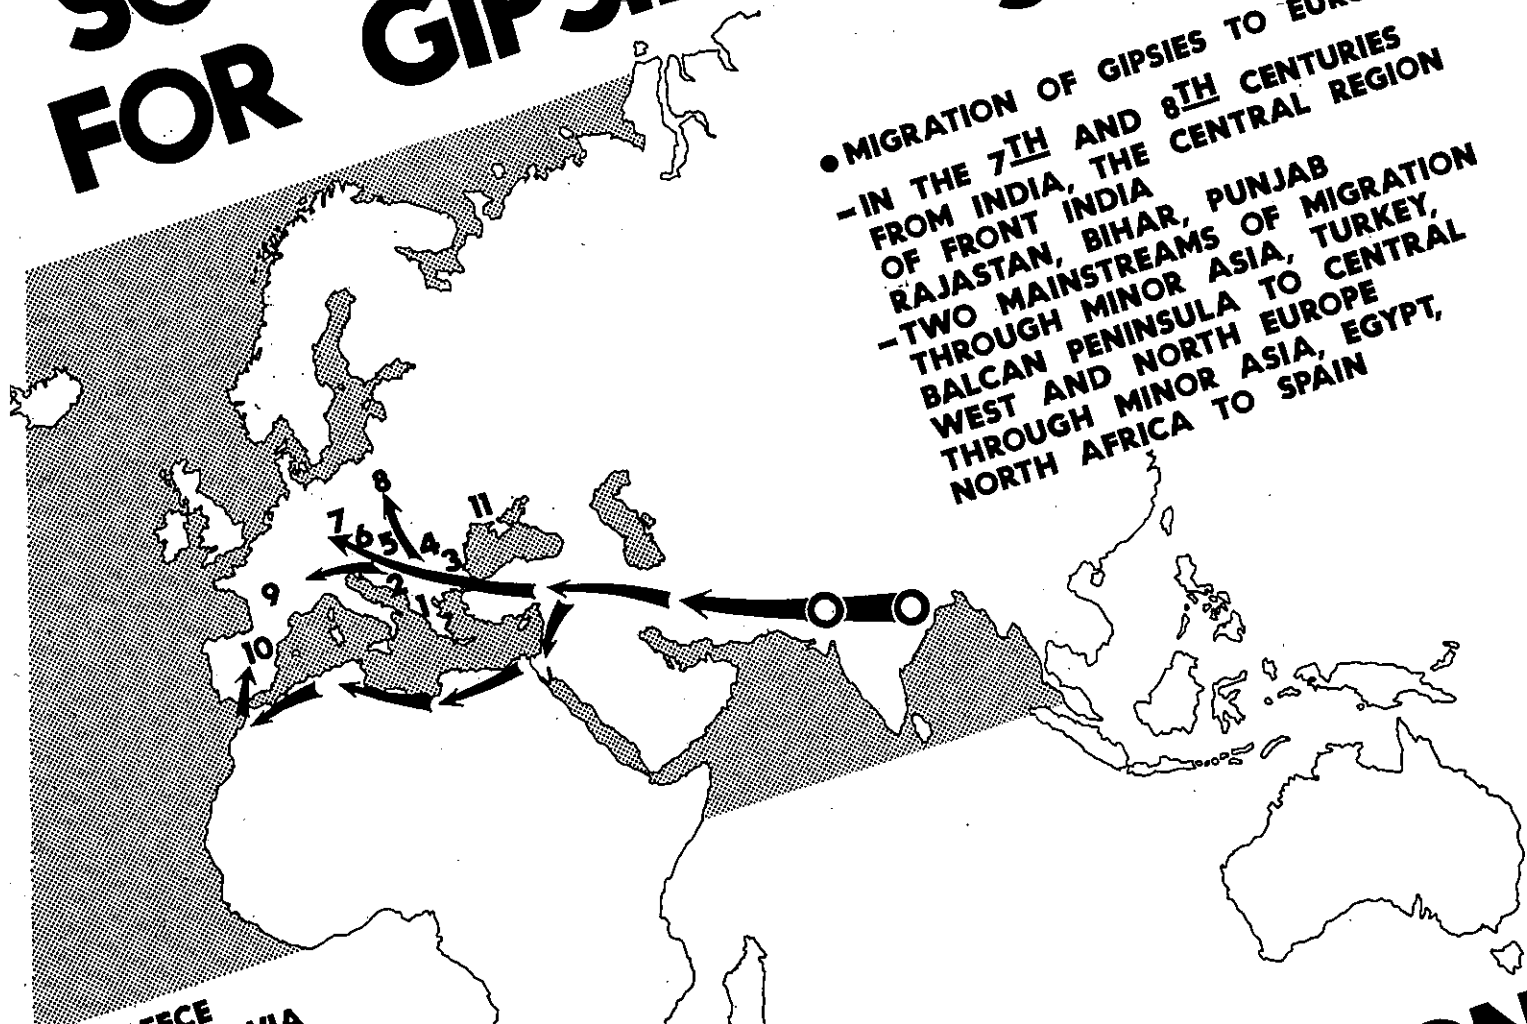 FOR
MIGRATION OF GIPSIES TO
-IN THE 7TH AND 8TH CENTURIES
FROM INDIA, THE CENTRAL REGION
OF FRONT INDIA
RAJASTAN, BIHAR, PUNJAB
-TWO MAINSTREAMS OF MIGRATION
THROUGH MINOR ASIA, TURKEY,
BALCAN PENINSULA TO CENTRAL
WEST AND NORTH EUROPE
THROUGH MINOR ASIA, EGYPT,
NORTH AFRICA TO SPAIN
8
11
7
6
5
4
3
9
2
1
10